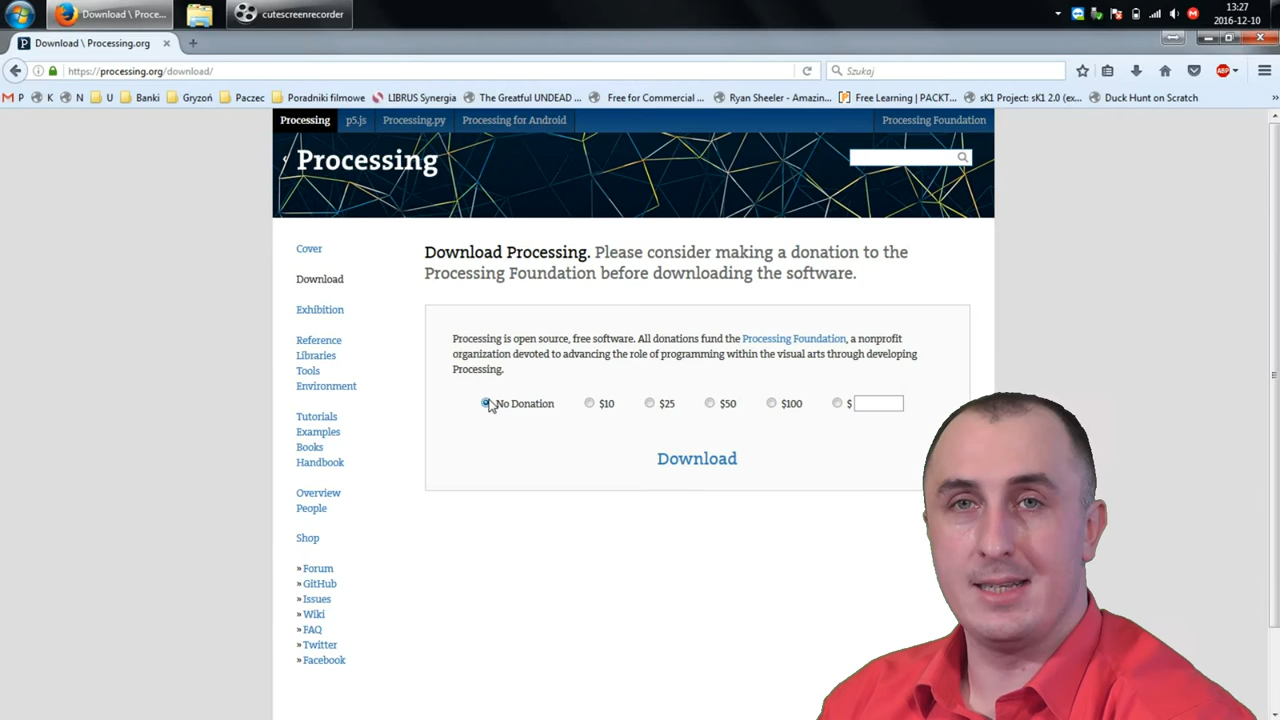 Download \ Proce...
cutescreenrecorder
13:27
2016-12-10
Download \ Processing.org
https://processing.org/download/
Szukaj
ABP
M P K N U Banki Gryzoń Paczec Poradniki filmowe LIBRUS Synergia The Greatful UNDEAD ... Free for Commercial ... Ryan Sheeler - Amazin... Free Learning | PACKT... sK1 Project: sK1 2.0 (ex... Duck Hunt on Scratch
Processing p5.js Processing.py Processing for Android Processing Foundation
Processing
Cover
Download
Exhibition
Reference
Libraries
Tools
Environment
Tutorials
Examples
Books
Handbook
Overview
People
Shop
» Forum
» GitHub
» Issues
» Wiki
» FAQ
» Twitter
» Facebook
Download Processing. Please consider making a donation to the
Processing Foundation before downloading the software.
Processing is open source, free software. All donations fund the Processing Foundation, a nonprofit
organization devoted to advancing the role of programming within the visual arts through developing
Processing.
No Donation $10 $25 $50 $100 $
Download